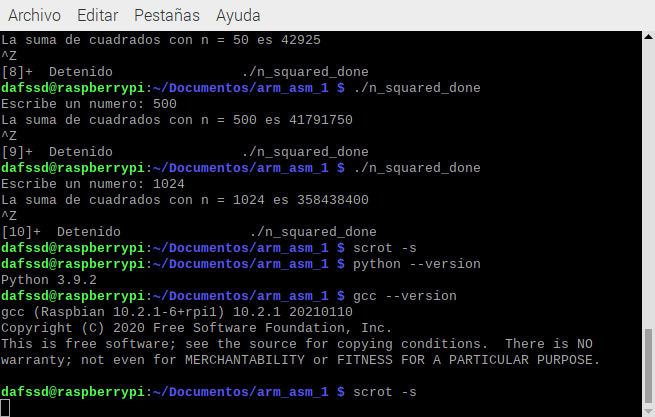 Archivo Editar Pestañas Ayuda
La suma de cuadrados con n = 50 es 42925
^Z
[8]+  Detenido                ./n_squared_done
dafssd@raspberrypi:~/Documentos/arm_asm_1 $ ./n_squared_done
Escribe un numero: 500
La suma de cuadrados con n = 500 es 41791750
^Z
[9]+  Detenido                ./n_squared_done
dafssd@raspberrypi:~/Documentos/arm_asm_1 $ ./n_squared_done
Escribe un numero: 1024
La suma de cuadrados con n = 1024 es 358438400
^Z
[10]+  Detenido                ./n_squared_done
dafssd@raspberrypi:~/Documentos/arm_asm_1 $ scrot -s
dafssd@raspberrypi:~/Documentos/arm_asm_1 $ python --version
Python 3.9.2
dafssd@raspberrypi:~/Documentos/arm_asm_1 $ gcc --version
gcc (Raspbian 10.2.1-6+rpi1) 10.2.1 20210110
Copyright (C) 2020 Free Software Foundation, Inc.
This is free software; see the source for copying conditions.  There is NO
warranty; not even for MERCHANTABILITY or FITNESS FOR A PARTICULAR PURPOSE.
dafssd@raspberrypi:~/Documentos/arm_asm_1 $ scrot -s